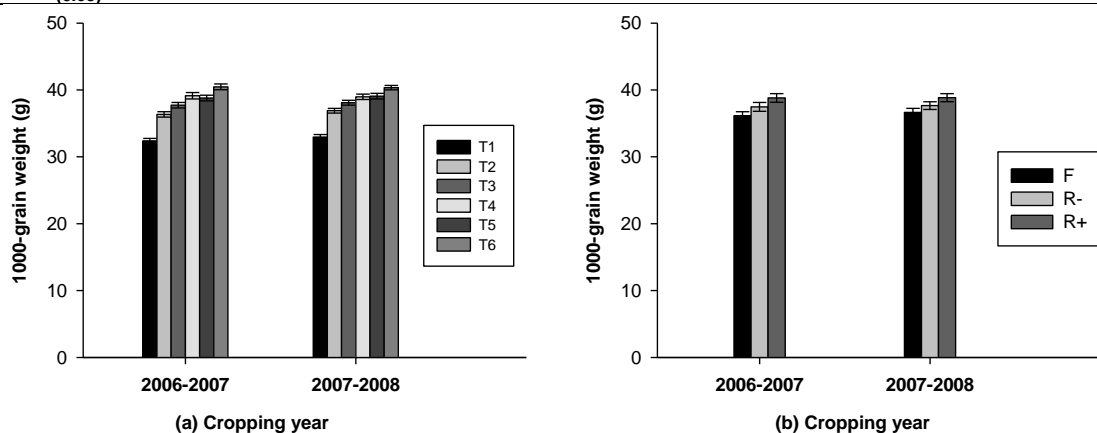 1000-grain weight (g)
50
40
30
20
10
0
T1
T2
T3
T4
T5
T6
2006-2007
2007-2008
(a) Cropping year
1000-grain weight (g)
50
40
30
20
10
0
F
R-
R+
2006-2007
2007-2008
(b) Cropping year